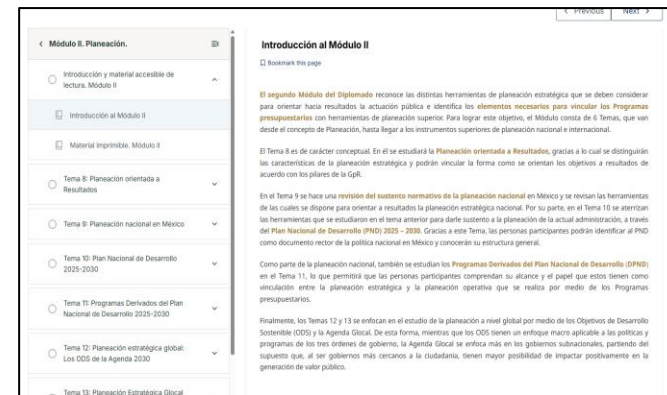 < Previous
Next >
< Módulo II. Planeación.
Introducción y material accesible de
lectura. Módulo II
Introducción al Módulo II
Material imprimible. Módulo II
Tema 8: Planeación orientada a
Resultados
Tema 9: Planeación nacional en México
Tema 10: Plan Nacional de Desarrollo
2025-2030
Tema 11: Programas Derivados del Plan
Nacional de Desarrollo 2025-2030
Tema 12: Planeación estratégica global:
Los ODS de la Agenda 2030
Tema 13: Planeación Estratégica Glocal
Introducción al Módulo II
Bookmark this page
El segundo Módulo del Diplomado reconoce las distintas herramientas de planeación estratégica que se deben considerar
para orientar hacia resultados la actuación pública e identifica los elementos necesarios para vincular los Programas
presupuestarios con herramientas de planeación superior. Para lograr este objetivo, el Módulo consta de 6 Temas, que van
desde el concepto de Planeación, hasta llegar a los instrumentos superiores de planeación nacional e internacional.
El Tema 8 es de carácter conceptual. En él se estudiará la Planeación orientada a Resultados, gracias a lo cual se distinguirán
las características de la planeación estratégica y podrán vincular la forma como se orientan los objetivos a resultados de
acuerdo con los pilares de la GpR.
En el Tema 9 se hace una revisión del sustento normativo de la planeación nacional en México y se revisan las herramientas
de las cuales se dispone para orientar a resultados la planeación estratégica nacional. Por su parte, en el Tema 10 se aterrizan
las herramientas que se estudiaron en el tema anterior para darle sustento a la planeación de la actual administración, a través
del Plan Nacional de Desarrollo (PND) 2025 – 2030. Gracias a este Tema, las personas participantes podrán identificar al PND
como documento rector de la política nacional en México y conocerán su estructura general.
Como parte de la planeación nacional, también se estudian los Programas Derivados del Plan Nacional de Desarrollo (DPND)
en el Tema 11, lo que permitirá que las personas participantes comprendan su alcance y el papel que estos tienen como
vinculación entre la planeación estratégica y la planeación operativa que se realiza por medio de los Programas
presupuestarios.
Finalmente, los Temas 12 y 13 se enfocan en el estudio de la planeación a nivel global por medio de los Objetivos de Desarrollo
Sostenible (ODS) y la Agenda Glocal. De esta forma, mientras que los ODS tienen un enfoque macro aplicable a las políticas y
programas de los tres órdenes de gobierno, la Agenda Glocal se enfoca más en los gobiernos subnacionales, partiendo del
supuesto que, al ser gobiernos más cercanos a la ciudadanía, tienen mayor posibilidad de impactar positivamente en la
generación de valor público.